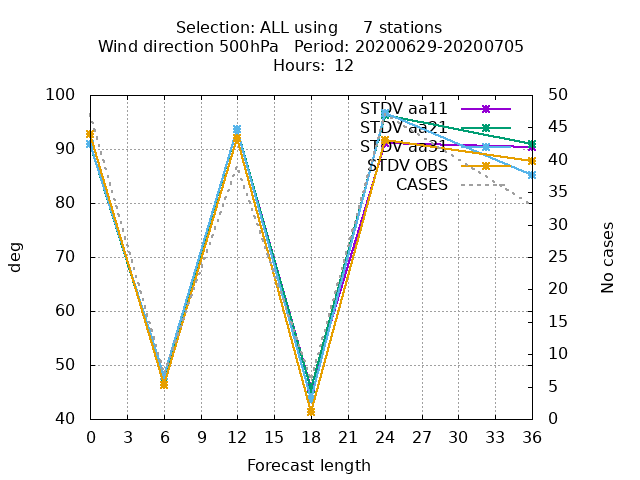 Selection: ALL using 7 stations
Wind direction 500hPa Period: 20200629-20200705
Hours: 12
100
90
80
70
60
50
40
deg
50
45
40
35
30
25
20
15
10
5
0
No cases
STDV aa11
STDV aa21
STDV aa31
STDV OBS
CASES
0 3 6 9 12 15 18 21 24 27 30 33 36
Forecast length